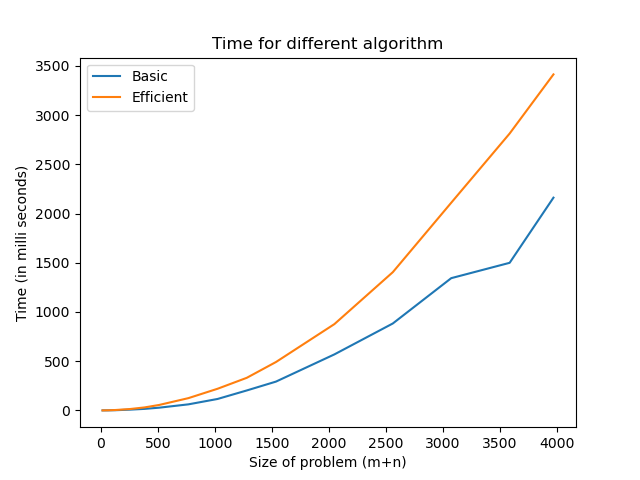 Time for different algorithm
Basic
Efficient
3500
3000
2500
2000
1500
1000
500
0
Time (in milli seconds)
0 500 1000 1500 2000 2500 3000 3500 4000
Size of problem (m+n)